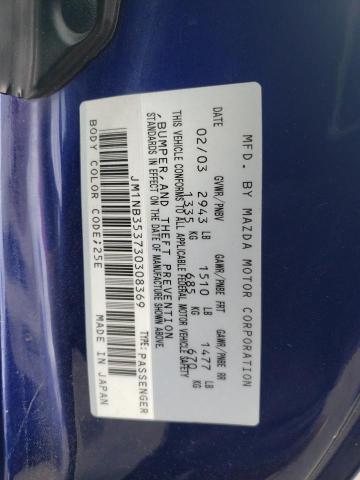 MFD. BY MAZDA MOTOR CORPORATION
DATE GVWR/PNBV GAWR/PNBE FRT GAWR/PNBE RR
02/03 2943 LB 1510 LB 1477 LB
1335 KG 685 KG 670 KG
THIS VEHICLE CONFORMS TO ALL APPLICABLE FEDERAL MOTOR VEHICLE SAFETY
,BUMPER,AND THEFT PREVENTION
STANDARDS IN EFFECT ON THE DATE OF MANUFACTURE SHOWN ABOVE.
JM1NB353730308369 TYPE:PASSENGER
BODY COLOR CODE:25E MADE IN JAPAN